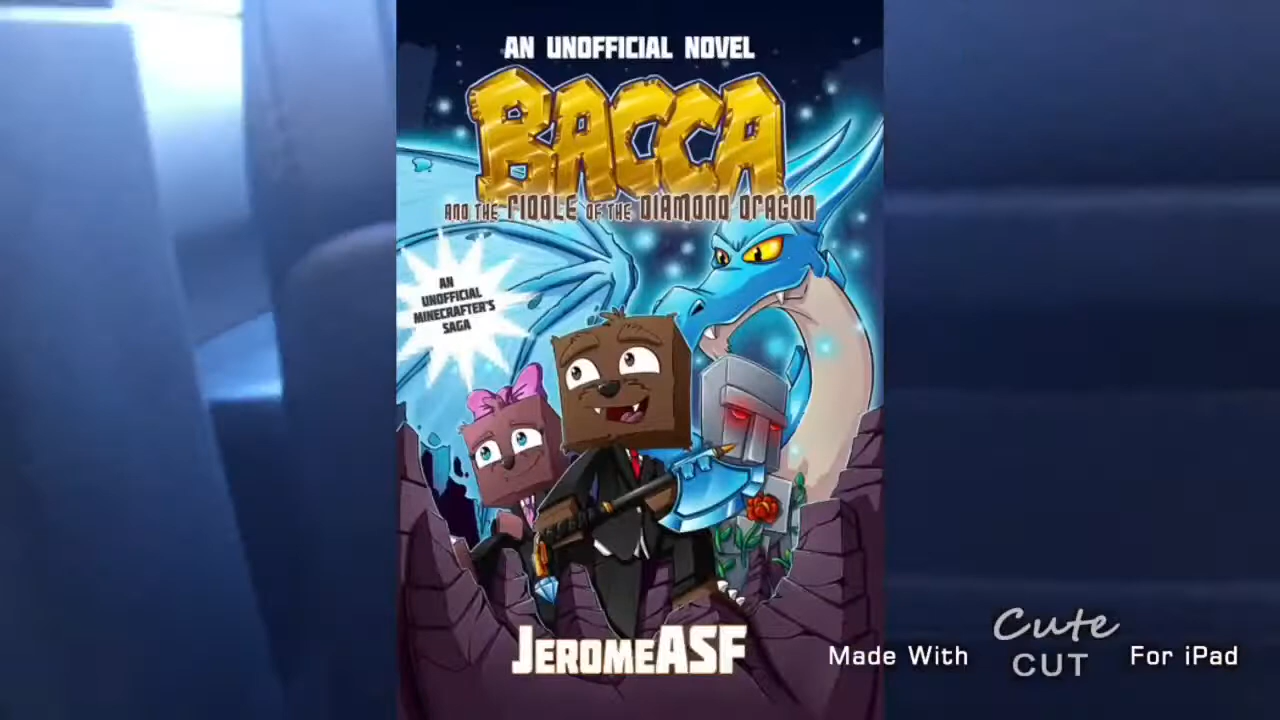 AN UNOFFICIAL NOVEL
BACCA
AND THE RIDDLE OF THE DIAMOND DRAGON
AN
UNOFFICIAL
MINECRAFTER'S
SAGA
JEROMEASF
Made With Cute CUT For iPad